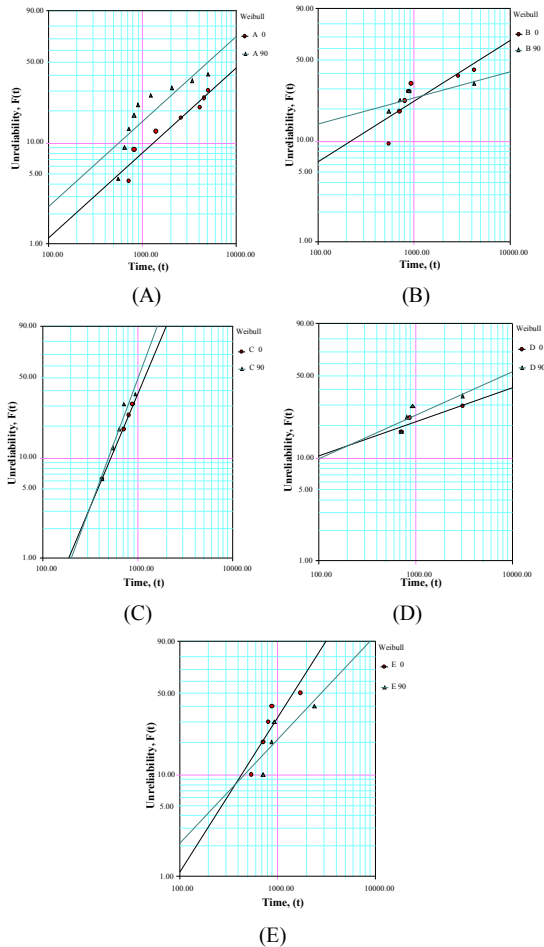 Weibull
A 0
A 90
90.00
50.00
10.00
5.00
1.00
100.00
1000.00
10000.00
Unreliability, F(t)
Time, (t)
(A)
Weibull
B 0
B 90
90.00
50.00
10.00
5.00
1.00
100.00
1000.00
10000.00
Unreliability, F(t)
Time, (t)
(B)
Weibull
C 0
C 90
90.00
50.00
10.00
5.00
1.00
100.00
1000.00
10000.00
Unreliability, F(t)
Time, (t)
(C)
Weibull
D 0
D 90
90.00
50.00
10.00
5.00
1.00
100.00
1000.00
10000.00
Unreliability, F(t)
Time, (t)
(D)
Weibull
E 0
E 90
90.00
50.00
10.00
5.00
1.00
100.00
1000.00
10000.00
Unreliability, F(t)
Time, (t)
(E)